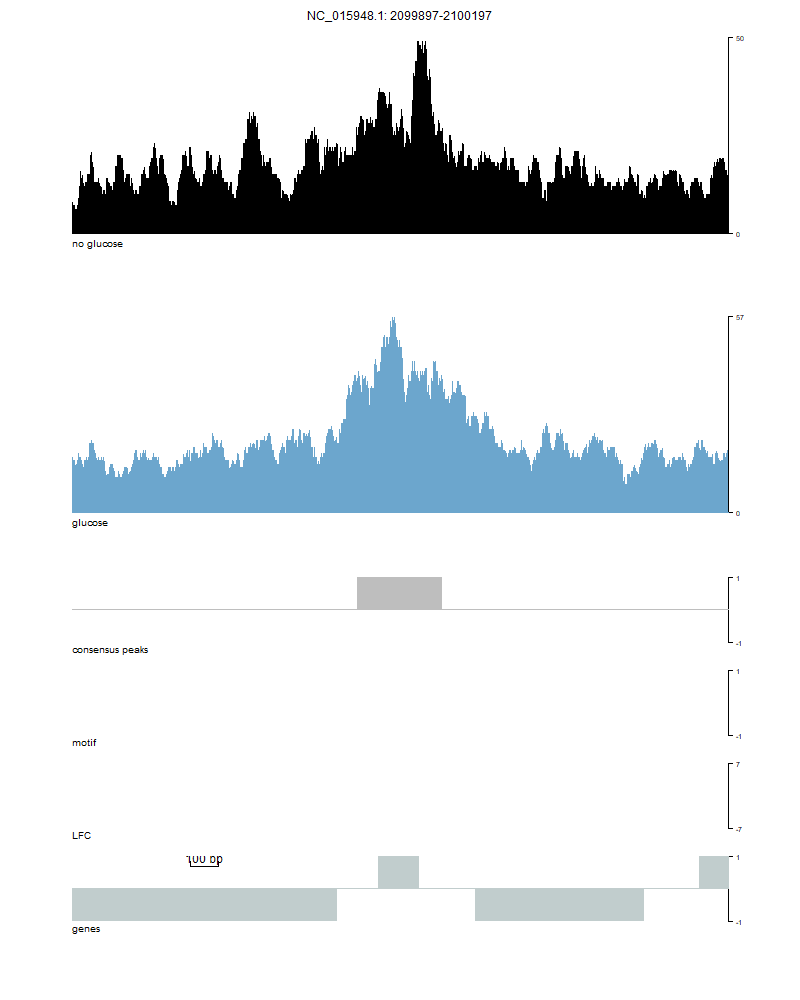 NC_015948.1: 2099897-2100197
50
0
no glucose
57
0
glucose
1
-1
consensus peaks
1
-1
motif
7
-7
LFC
100 bp
1
-1
genes